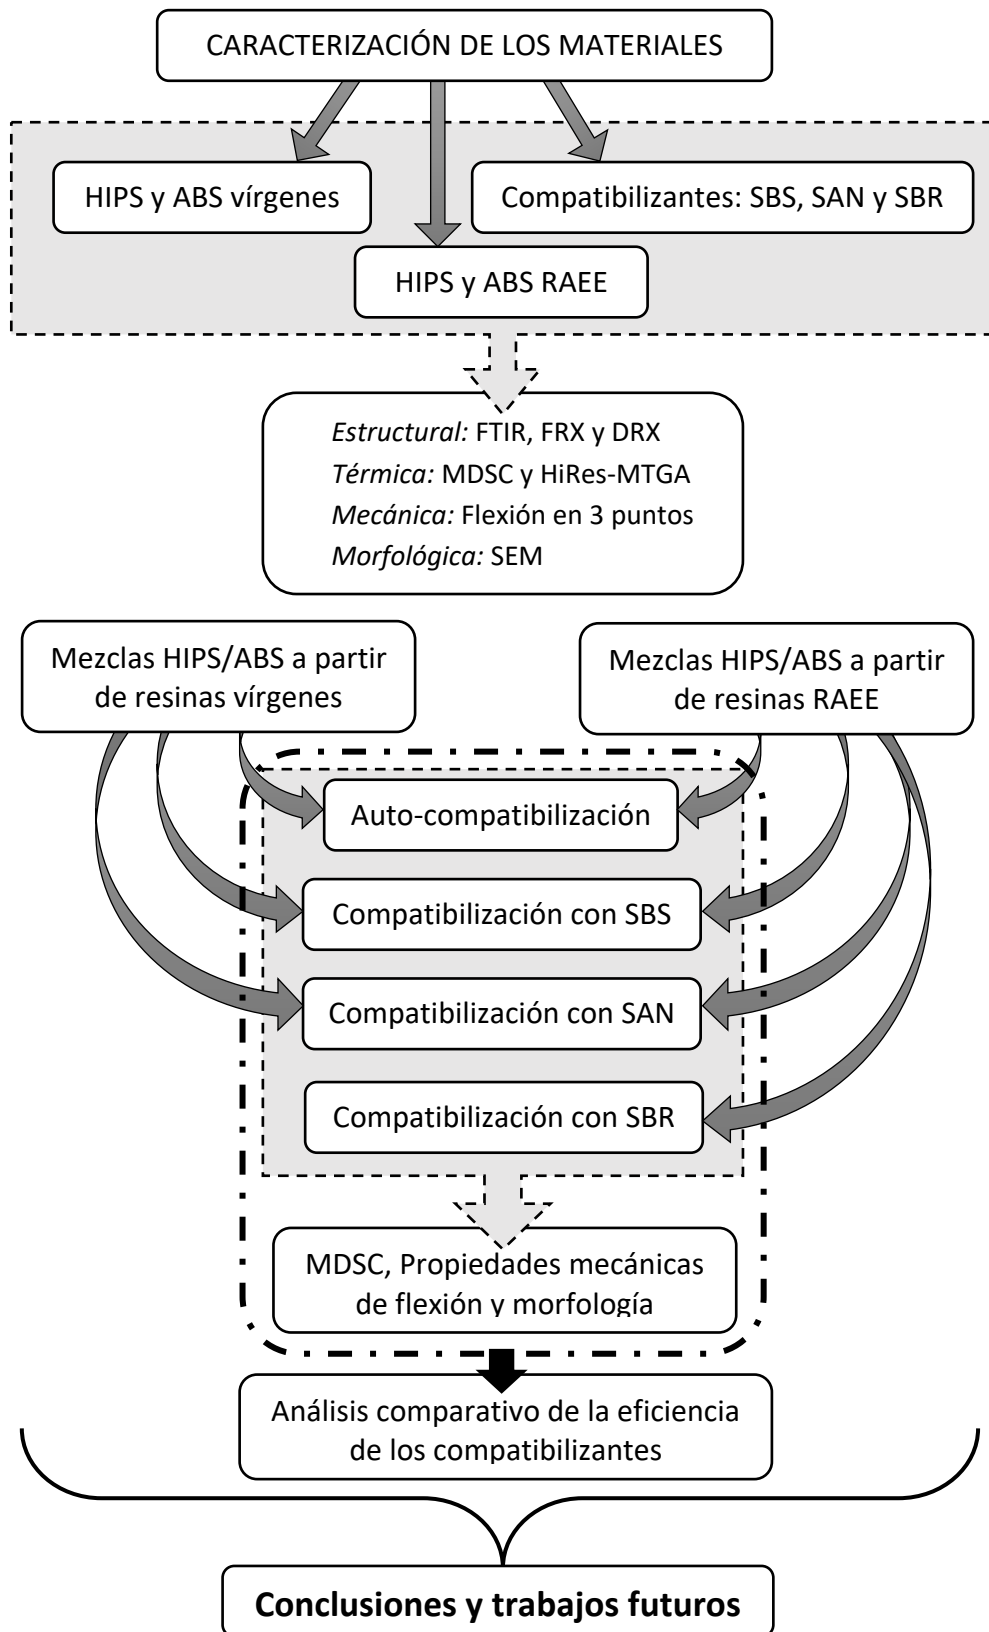 CARACTERIZACIÓN DE LOS MATERIALES
HIPS y ABS vírgenes
Compatibilizantes: SBS, SAN y SBR
HIPS y ABS RAEE
Estructural: FTIR, FRX y DRX
Térmica: MDSC y HiRes-MTGA
Mecánica: Flexión en 3 puntos
Morfológica: SEM
Mezclas HIPS/ABS a partir
de resinas vírgenes
Mezclas HIPS/ABS a partir
de resinas RAEE
Auto-compatibilización
Compatibilización con SBS
Compatibilización con SAN
Compatibilización con SBR
MDSC, Propiedades mecánicas
de flexión y morfología
Análisis comparativo de la eficiencia
de los compatibilizantes
Conclusiones y trabajos futuros